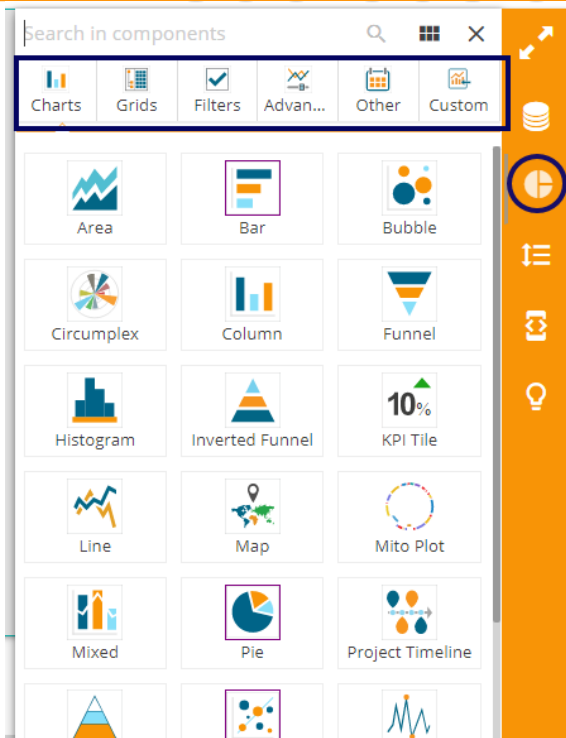 Search in components
Charts Grids Filters Advan... Other Custom
Area Bar Bubble
Circumplex Column Funnel
10%
Histogram Inverted Funnel KPI Tile
Line Map Mito Plot
Mixed Pie Project Timeline